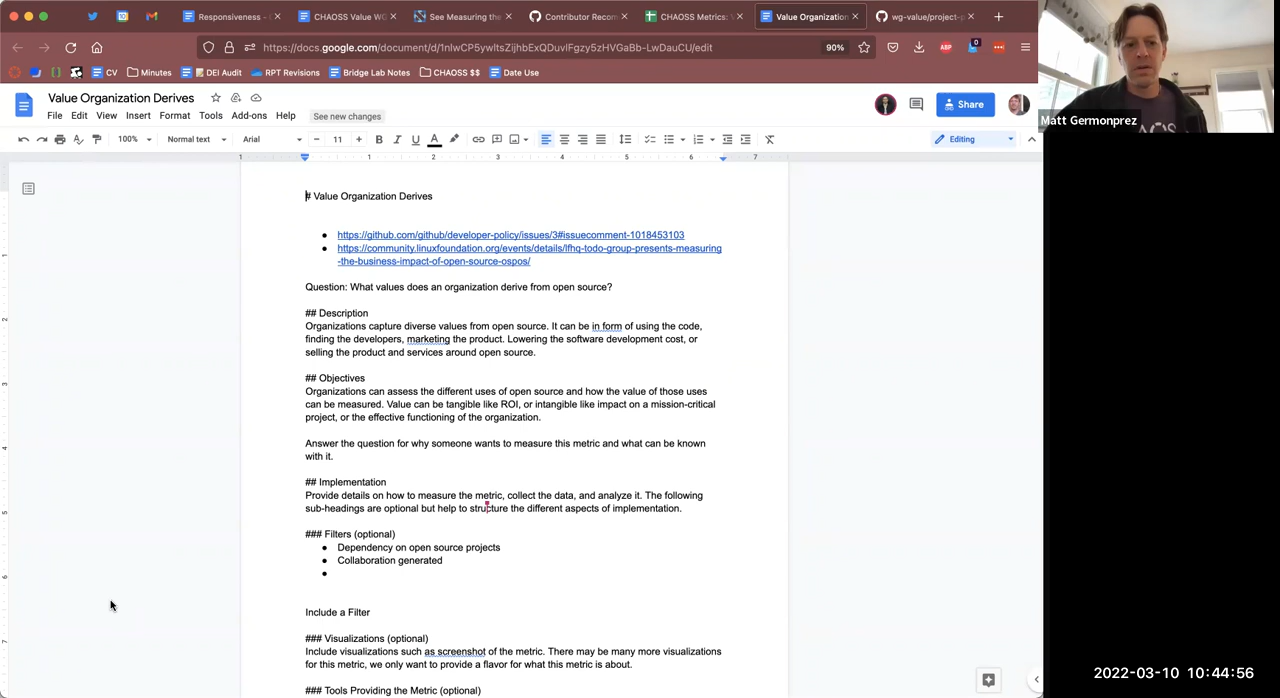 Responsiveness -
CHAOSS Value WG
See Measuring the
Contributor Recom
CHAOSS Metrics:
Value Organization
wg-value/project-p
https://docs.google.com/document/d/1nIwCP5ywItsZijhbExQDuvIFgzy5zHVGaBb-LwDauCU/edit
90%
ABP
0
CV
Minutes
DEI Audit
RPT Revisions
Bridge Lab Notes
CHAOSS $$
Date Use
Value Organization Derives
File Edit View Insert Format Tools Add-ons Help
See new changes
Share
100%
Normal text
Arial
11
Editing
1 1 2 3 4 5 6 7
# Value Organization Derives
https://github.com/github/developer-policy/issues/3#issuecomment-1018453103
https://community.linuxfoundation.org/events/details/lfhq-todo-group-presents-measuring
-the-business-impact-of-open-source-ospos/
Question: What values does an organization derive from open source?
## Description
Organizations capture diverse values from open source. It can be in form of using the code,
finding the developers, marketing the product. Lowering the software development cost, or
selling the product and services around open source.
## Objectives
Organizations can assess the different uses of open source and how the value of those uses
can be measured. Value can be tangible like ROI, or intangible like impact on a mission-critical
project, or the effective functioning of the organization.
Answer the question for why someone wants to measure this metric and what can be known
with it.
## Implementation
Provide details on how to measure the metric, collect the data, and analyze it. The following
sub-headings are optional but help to structure the different aspects of implementation.
### Filters (optional)
Dependency on open source projects
Collaboration generated
Include a Filter
### Visualizations (optional)
Include visualizations such as screenshot of the metric. There may be many more visualizations
for this metric, we only want to provide a flavor for what this metric is about.
### Tools Providing the Metric (optional)
Matt Germonprez
2022-03-10 10:44:56